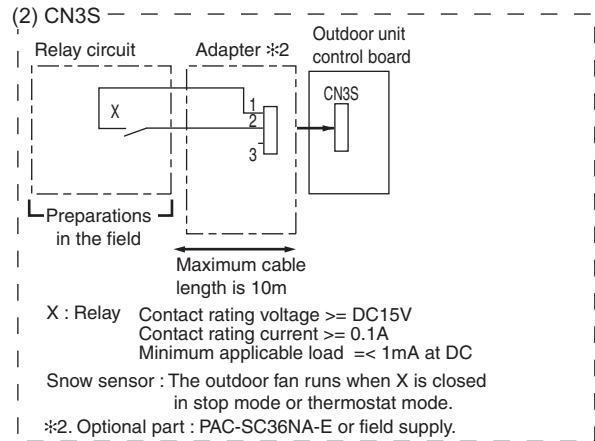 (2) CN3S
Relay circuit
Adapter ✻2
Outdoor unit
control board
CN3S
X
1
2
3
Preparations
in the field
Maximum cable
length is 10m
X : Relay
Contact rating voltage >= DC15V
Contact rating current >= 0.1A
Minimum applicable load =< 1mA at DC
Snow sensor : The outdoor fan runs when X is closed
in stop mode or thermostat mode.
✻2. Optional part : PAC-SC36NA-E or field supply.